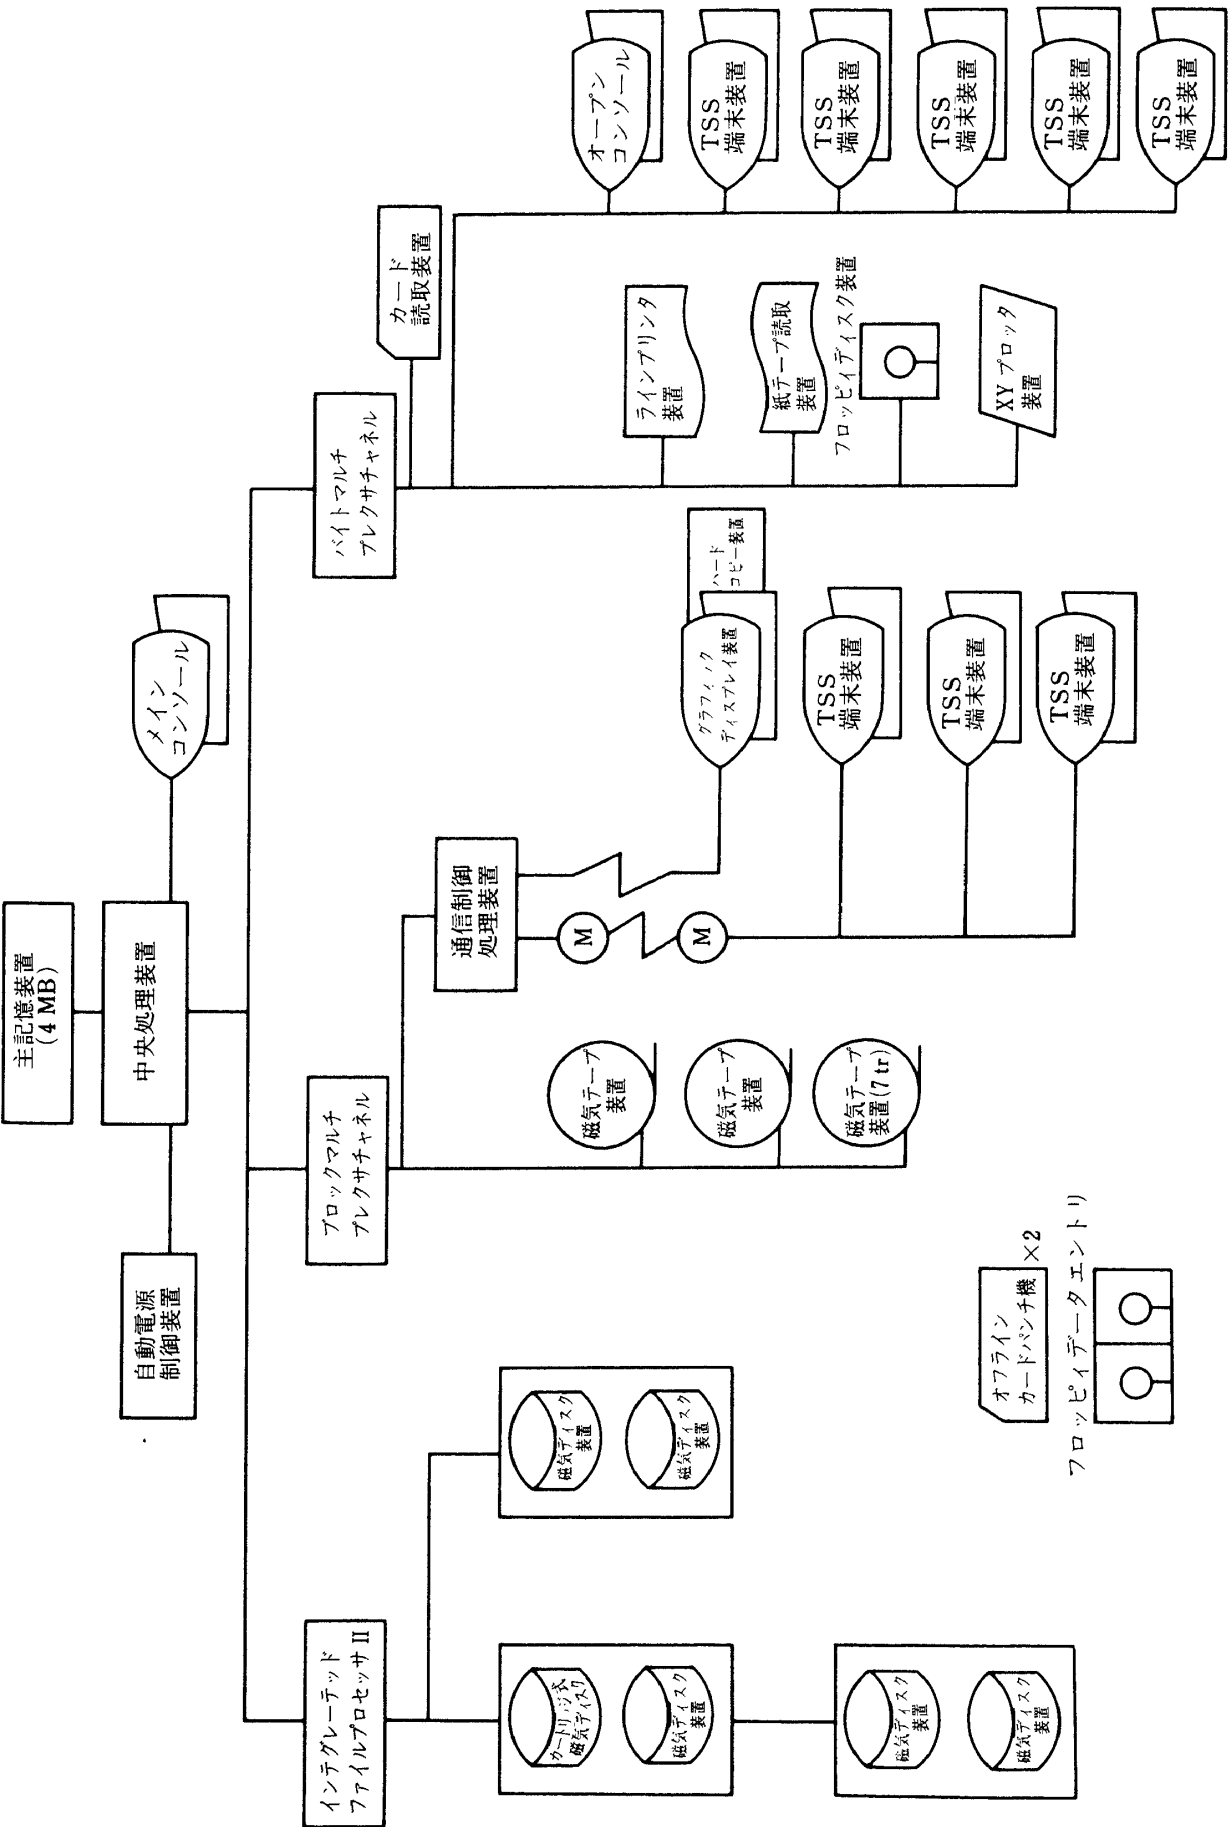 主記憶装置
(4 MB)
中央処理装置
メイン
コンソール
自動電源
制御装置
インテグレーテッド
ファイルプロセッサ II
カートリッジ式
磁気ディスク
磁気ディスク
装置
磁気ディスク
装置
磁気ディスク
装置
磁気ディスク
装置
磁気ディスク
装置
ブロックマルチ
プレクサチャネル
磁気テープ
装置
磁気テープ
装置
磁気テープ
装置(7 tr)
通信制御
処理装置
M
M
グラフィック
ディスプレイ装置
ハード
コピー装置
TSS
端末装置
TSS
端末装置
TSS
端末装置
バイトマルチ
プレクサチャネル
カード
読取装置
ラインプリンタ
装置
紙テープ読取
装置
フロッピィディスク装置
XY プロッタ
装置
オープン
コンソール
TSS
端末装置
TSS
端末装置
TSS
端末装置
TSS
端末装置
TSS
端末装置
オフライン
カードパンチ機
×2
フロッピィデータエントリ